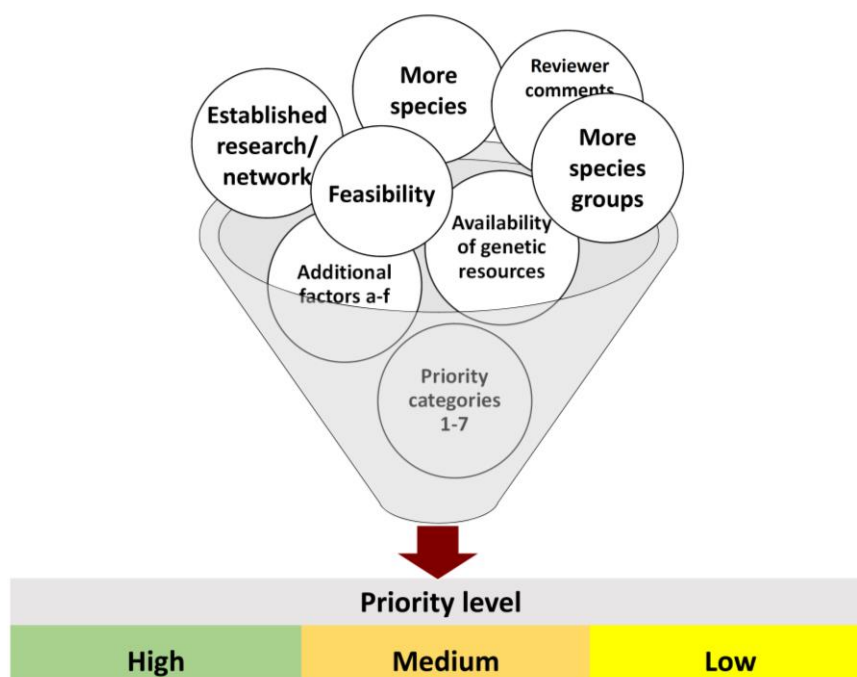 More
species
Reviewer
comments
Established
research/
network
More
species
groups
Feasibility
Availability
of genetic
resources
Additional
factors a-f
Priority
categories
1-7
Priority level
High
Medium
Low